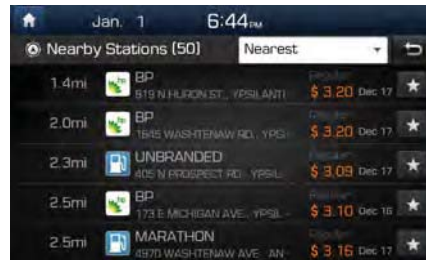 Jan. 1 6:44 PM
Nearby Stations (50) Nearest
1.4mi BP Regular
519 N HURON ST., YPSILANTI $ 3.20 Dec 17
2.0mi BP Regular
1645 WASHTENAW RD., YPSI- $ 3.20 Dec 17
2.3mi UNBRANDED Regular
405 N PROSPECT RD., YPSIL- $ 3.09 Dec 17
2.5mi BP Regular
173 E MICHIGAN AVE., YPSIL- $ 3.10 Dec 16
2.5mi MARATHON Regular
4970 WASHTENAW AVE., AN- $ 3.16 Dec 17